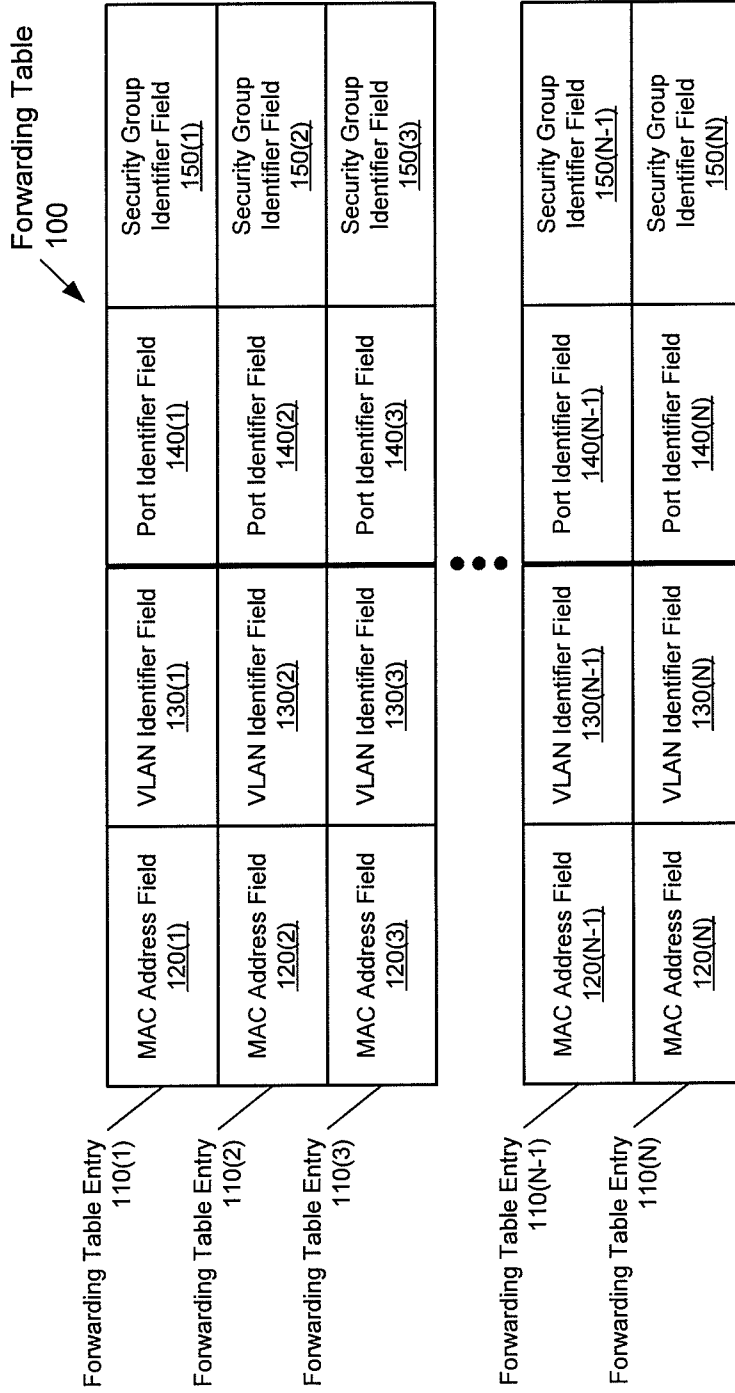 Forwarding Table
100
Forwarding Table Entry
110(1)
MAC Address Field
120(1)
VLAN Identifier Field
130(1)
Port Identifier Field
140(1)
Security Group
Identifier Field
150(1)
Forwarding Table Entry
110(2)
MAC Address Field
120(2)
VLAN Identifier Field
130(2)
Port Identifier Field
140(2)
Security Group
Identifier Field
150(2)
Forwarding Table Entry
110(3)
MAC Address Field
120(3)
VLAN Identifier Field
130(3)
Port Identifier Field
140(3)
Security Group
Identifier Field
150(3)
Forwarding Table Entry
110(N-1)
MAC Address Field
120(N-1)
VLAN Identifier Field
130(N-1)
Port Identifier Field
140(N-1)
Security Group
Identifier Field
150(N-1)
Forwarding Table Entry
110(N)
MAC Address Field
120(N)
VLAN Identifier Field
130(N)
Port Identifier Field
140(N)
Security Group
Identifier Field
150(N)